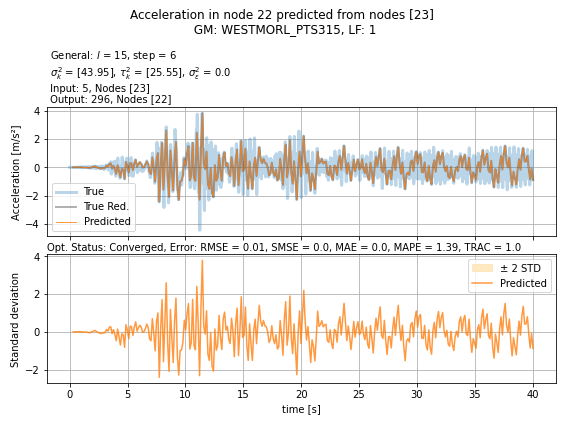 Acceleration in node 22 predicted from nodes [23]
GM: WESTMORL_PTS315, LF: 1
General: l = 15, step = 6
σ²ₖ = [43.95], τ²ₖ = [25.55], σ²ε = 0.0
Input: 5, Nodes [23]
Output: 296, Nodes [22]
Acceleration [m/s²]
4
2
0
−2
−4
True
True Red.
Predicted
Opt. Status: Converged, Error: RMSE = 0.01, SMSE = 0.0, MAE = 0.0, MAPE = 1.39, TRAC = 1.0
Standard deviation
4
2
0
−2
± 2 STD
Predicted
0 5 10 15 20 25 30 35 40
time [s]